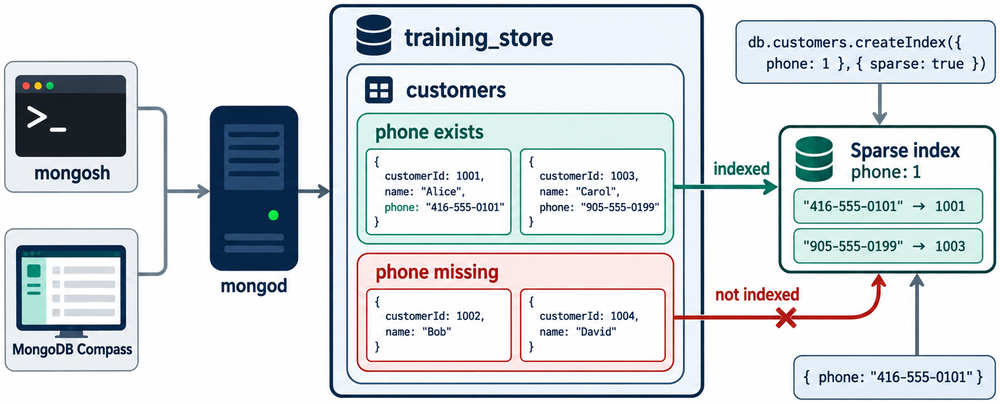 >_
mongosh
MongoDB Compass
mongod
training_store
customers
phone exists
{
customerId: 1001,
name: "Alice",
phone: "416-555-0101"
}
{
customerId: 1003,
name: "Carol",
phone: "905-555-0199"
}
phone missing
{
customerId: 1002,
name: "Bob"
}
{
customerId: 1004,
name: "David"
}
indexed
not indexed
db.customers.createIndex({
phone: 1 }, { sparse: true })
Sparse index
phone: 1
"416-555-0101" → 1001
"905-555-0199" → 1003
{ phone: "416-555-0101" }